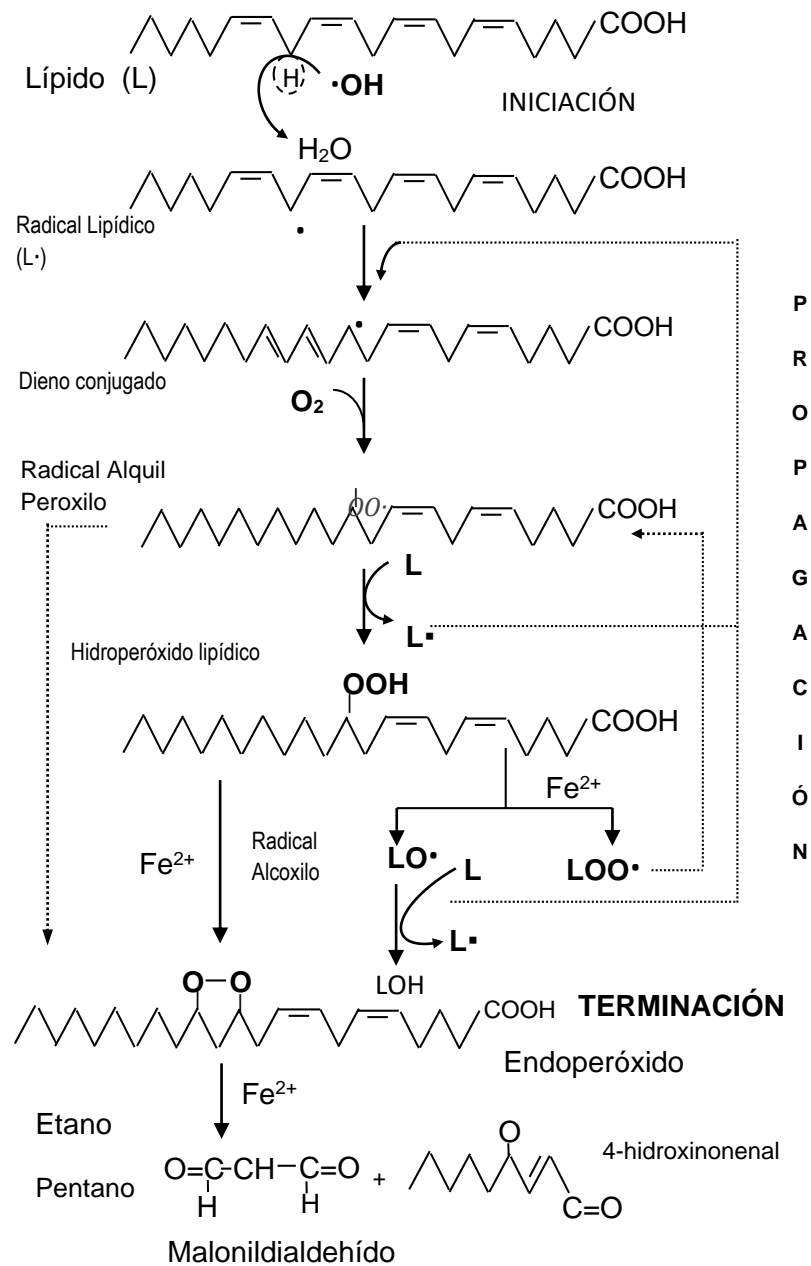 COOH
Lípido (L)
H
·OH
INICIACIÓN
H₂O
COOH
Radical Lipídico
(L·)
·
·
COOH
Dieno conjugado
O₂
Radical Alquil
Peroxilo
OO·
COOH
L
L·
Hidroperóxido lipídico
OOH
COOH
Fe²⁺
Fe²⁺
Radical
Alcoxilo
LO·
L
LOO·
L·
LOH
O–O
COOH
TERMINACIÓN
Endoperóxido
Fe²⁺
Etano
Pentano
O=C-CH–C=O
H
H
+
O
C=O
4-hidroxinonenal
Malonildialdehído
P
R
O
P
A
G
A
C
I
Ó
N